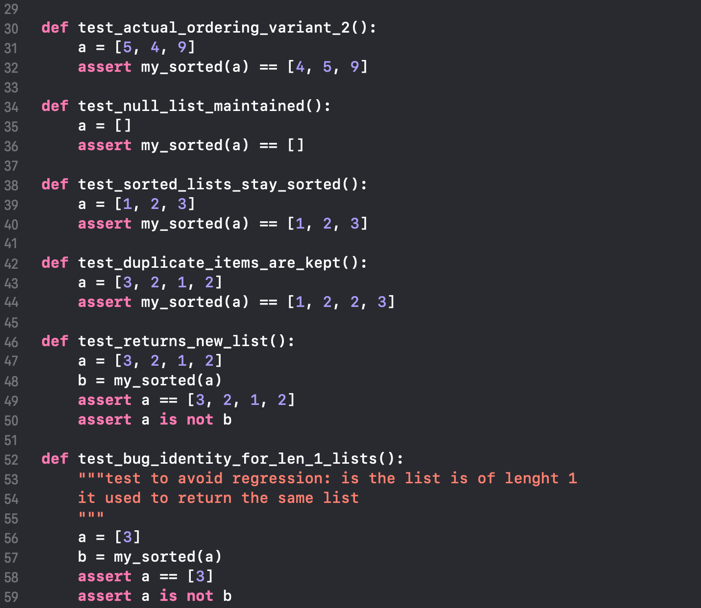 29
30 def test_actual_ordering_variant_2():
31     a = [5, 4, 9]
32     assert my_sorted(a) == [4, 5, 9]
33
34 def test_null_list_maintained():
35     a = []
36     assert my_sorted(a) == []
37
38 def test_sorted_lists_stay_sorted():
39     a = [1, 2, 3]
40     assert my_sorted(a) == [1, 2, 3]
41
42 def test_duplicate_items_are_kept():
43     a = [3, 2, 1, 2]
44     assert my_sorted(a) == [1, 2, 2, 3]
45
46 def test_returns_new_list():
47     a = [3, 2, 1, 2]
48     b = my_sorted(a)
49     assert a == [3, 2, 1, 2]
50     assert a is not b
51
52 def test_bug_identity_for_len_1_lists():
53     """test to avoid regression: is the list is of lenght 1
54     it used to return the same list
55     """
56     a = [3]
57     b = my_sorted(a)
58     assert a == [3]
59     assert a is not b